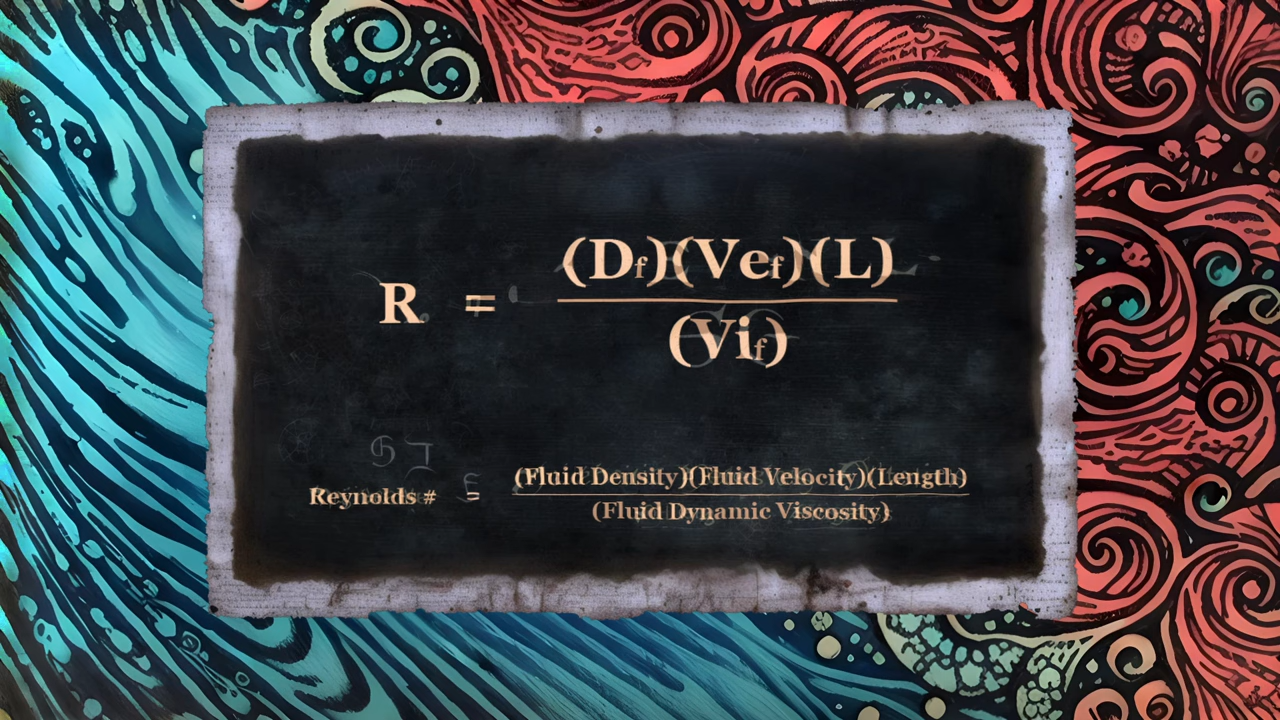 R = (Df)(Vef)(L)
(Vif)
Reynolds # = (Fluid Density)(Fluid Velocity)(Length)
(Fluid Dynamic Viscosity)